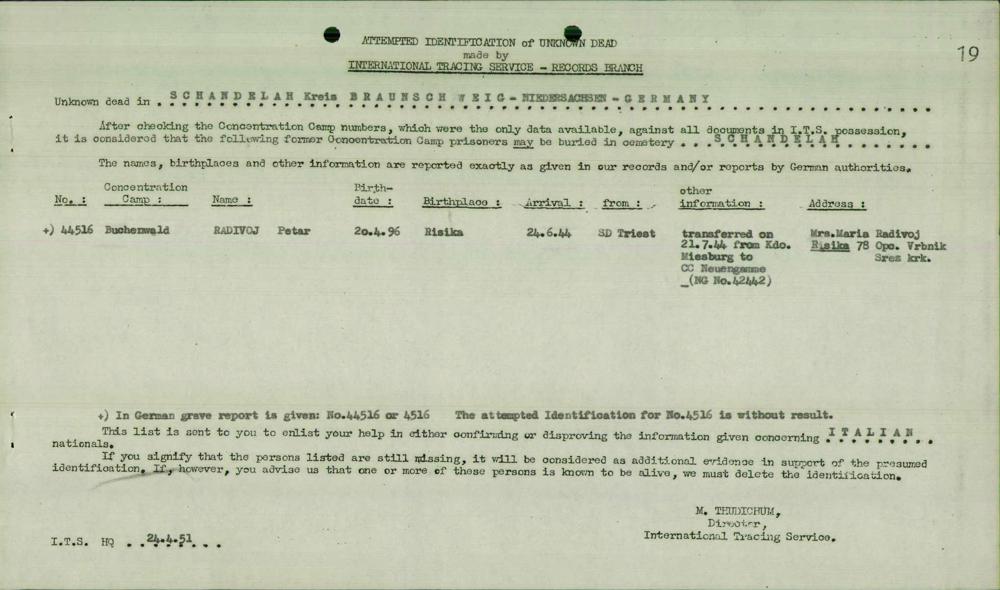 ATTEMPTED IDENTIFICATION of UNKNOWN DEAD
made by
INTERNATIONAL TRACING SERVICE - RECORDS BRANCH
19
Unknown dead in . SCHANDELAH Kreis BRAUNSCHWEIG - NIEDERSACHSEN - GERMANY
After checking the Concentration Camp numbers, which were the only data available, against all documents in I.T.S. possession,
it is considered that the following former Concentration Camp prisoners may be buried in cemetery . . . SCHANDELAH
The names, birthplaces and other information are reported exactly as given in our records and/or reports by German authorities.
No. : Concentration Camp : Name : Birth-date : Birthplace : Arrival : from : other information : Address :
+) 44516 Buchenwald RADIVOJ Petar 20.4.96 Risika 24.6.44 SD Triest transferred on Mrs.Maria Radivoj
21.7.44 from Kdo. Risika 78 Opc. Vrbnik
Miesburg to Srez krk.
CC Neuengamme
(NG No.42442)
+) In German grave report is given: No.44516 or 4516 The attempted Identification for No.4516 is without result.
This list is sent to you to enlist your help in either confirming or disproving the information given concerning ITALIAN
nationals.
If you signify that the persons listed are still missing, it will be considered as additional evidence in support of the presumed
identification. If, however, you advise us that one or more of these persons is known to be alive, we must delete the identification.
M. THUDICHUM,
Director,
International Tracing Service.
I.T.S. HQ . . 24.4.51 . . .